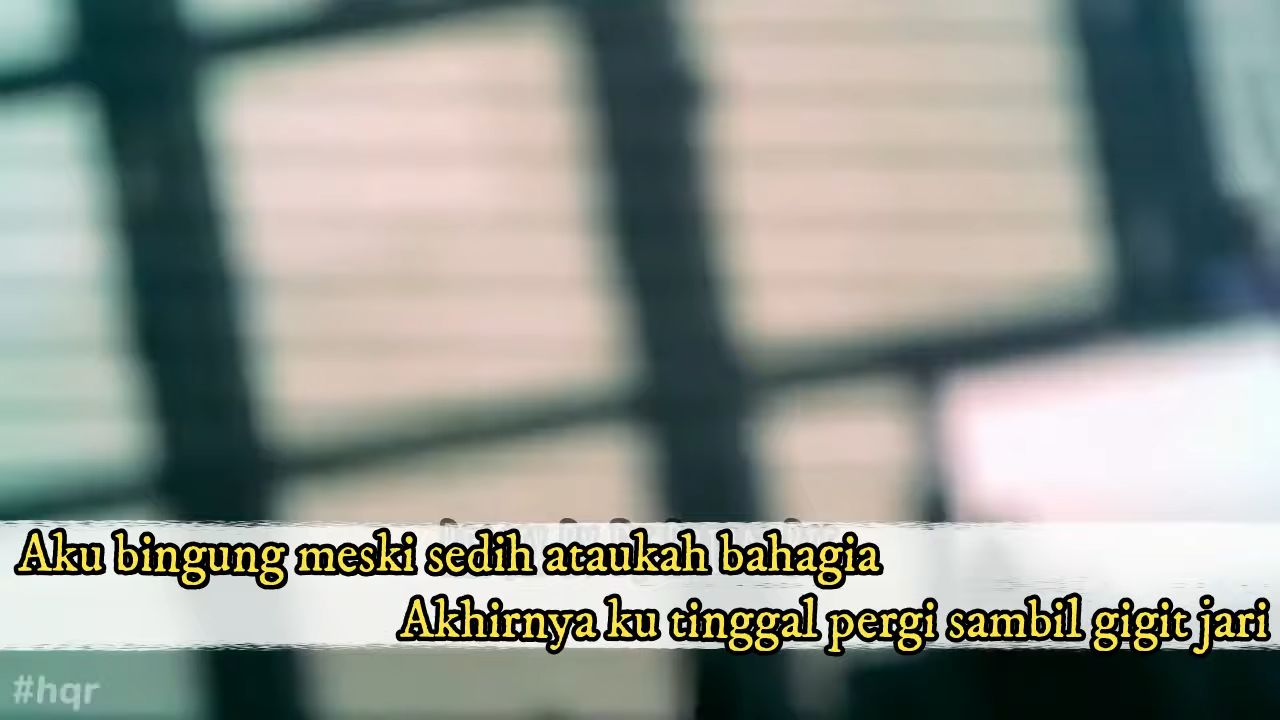 Aku bingung meski sedih ataukah bahagia
Akhirnya ku tinggal pergi sambil gigit jari
#hqr